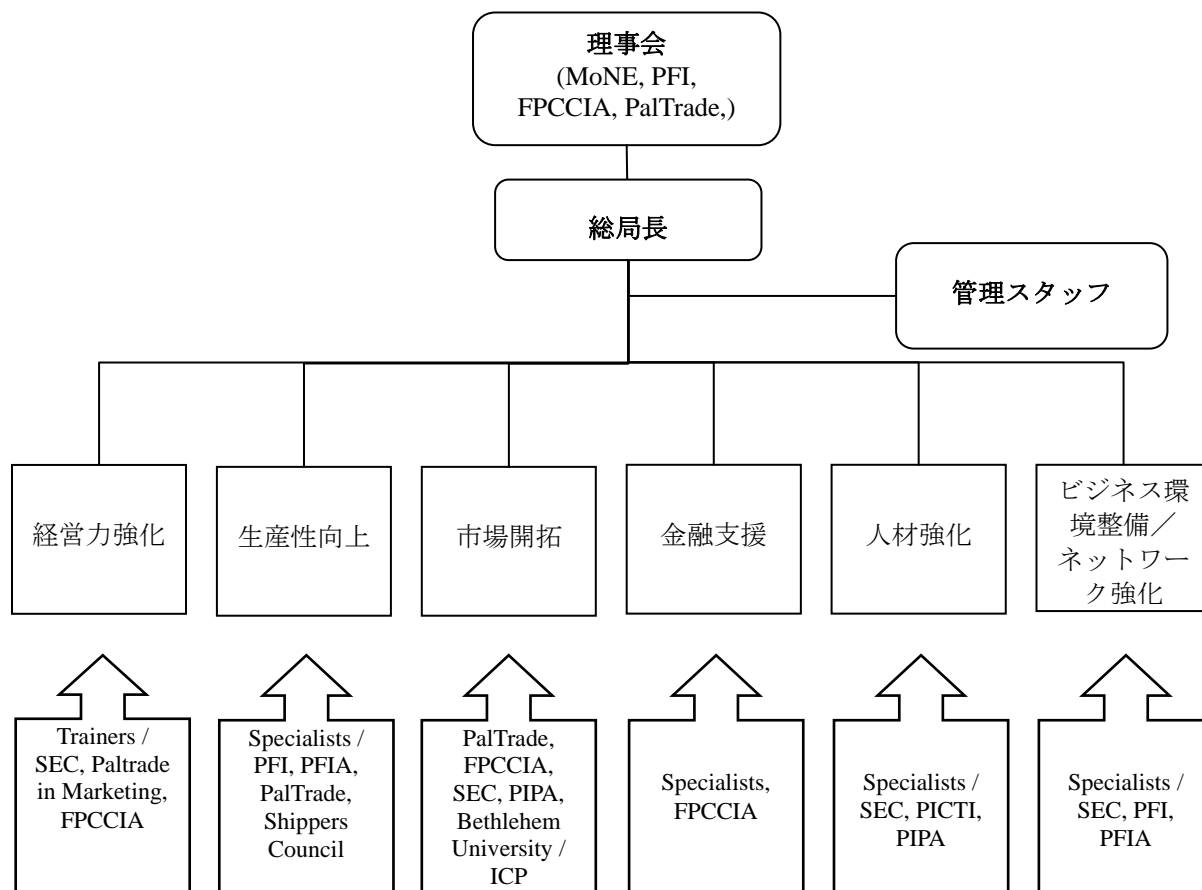 理事会
(MoNE, PFI,
FPCCIA, PalTrade,)
総局長
管理スタッフ
経営力強化
生産性向上
市場開拓
金融支援
人材強化
ビジネス環
境整備／
ネットワー
ク強化
Trainers /
SEC, Paltrade
in Marketing,
FPCCIA
Specialists /
PFI, PFIA,
PalTrade,
Shippers
Council
PalTrade,
FPCCIA,
SEC, PIPA,
Bethlehem
University /
ICP
Specialists,
FPCCIA
Specialists /
SEC, PICTI,
PIPA
Specialists /
SEC, PFI,
PFIA